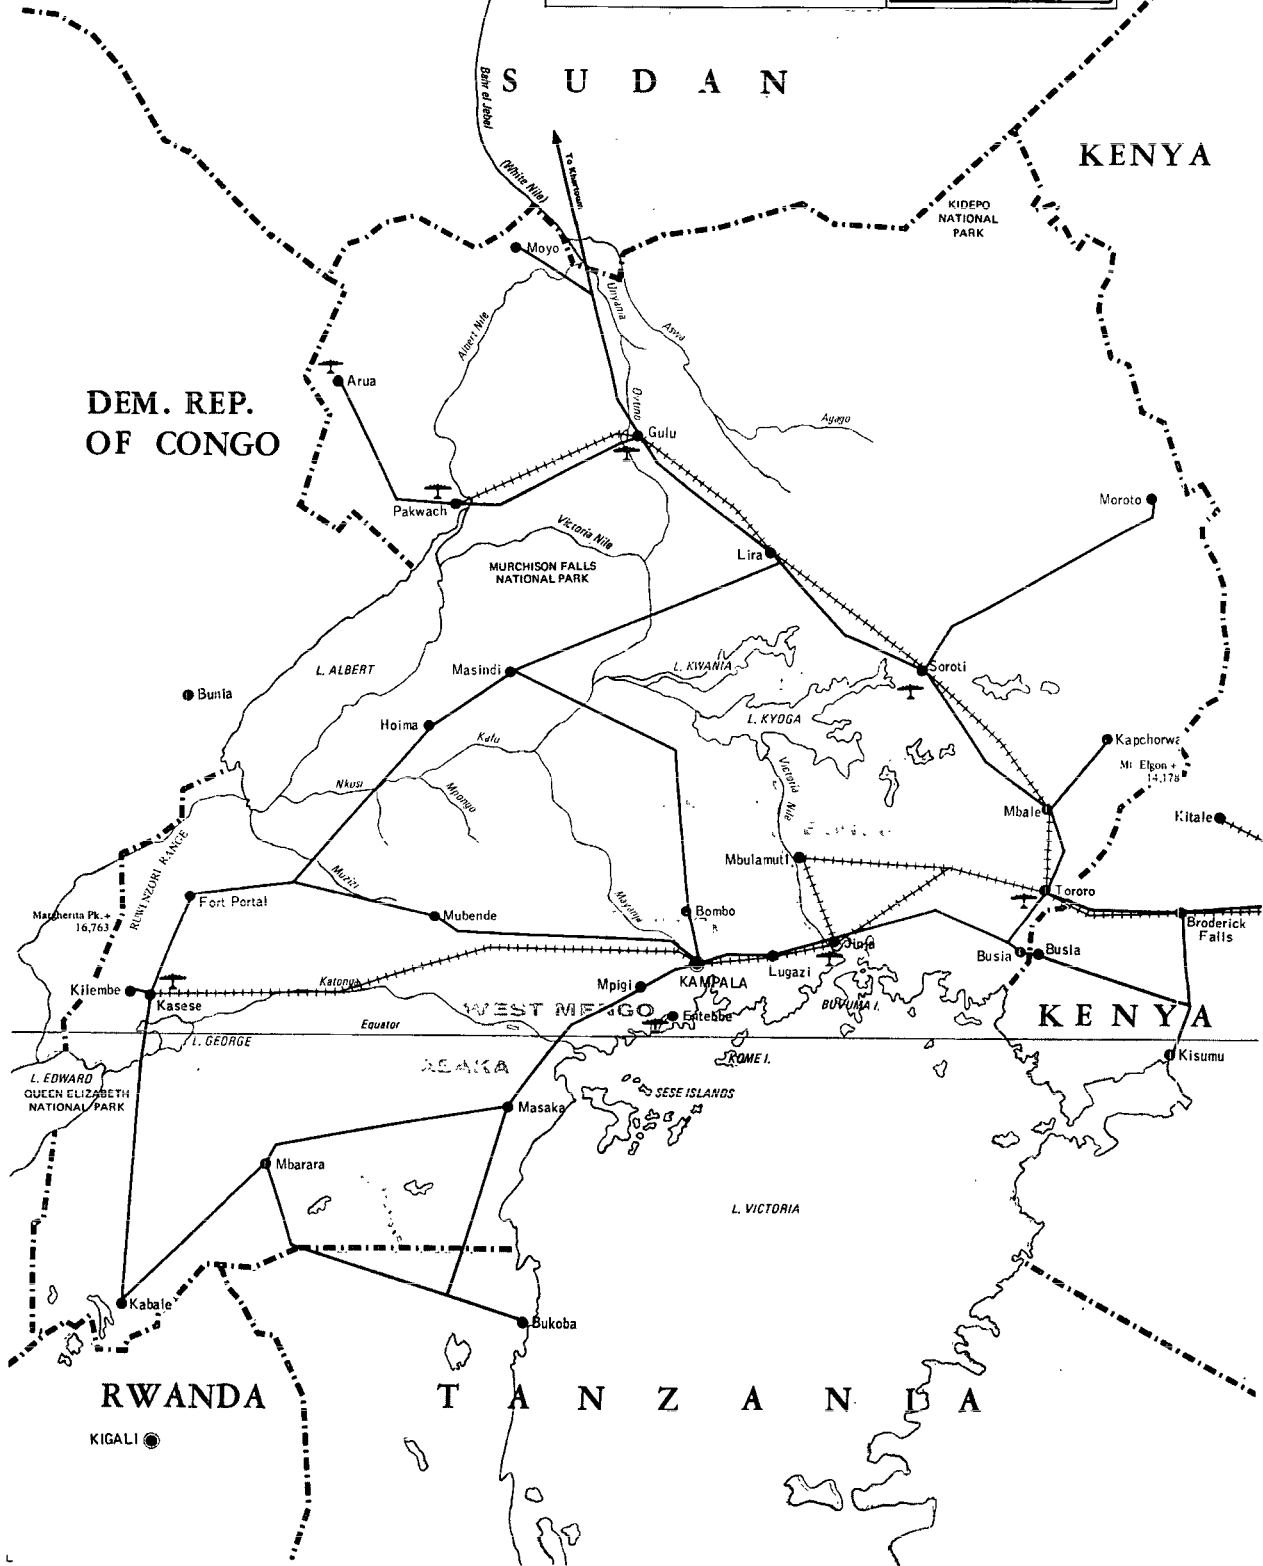 S U D A N
Bahr el Jebel
(White Nile)
To Khartoum
KENYA
KIDEPO
NATIONAL
PARK
Moyo
Unyama
Albert Nile
Aswa
Arua
DEM. REP.
OF CONGO
Ayago
Gulu
Pakwach
Moroto
Victoria Nile
Lira
MURCHISON FALLS
NATIONAL PARK
L. ALBERT
Masindi
L. KWANIA
Soroti
Bunia
Hoima
L. KYOGA
Kafu
Kapchorwa
Mt Elgon +
14,178
Victoria Nile
Nkusi
Mpongo
Mbale
Kitale
RUWENZORI RANGE
Mbulamuti
Muzizi
Tororo
Fort Portal
Mayanja
Margherita Pk. +
16,763
Mubende
Bombo
Broderick
Falls
Jinja
Busia
Busia
Lugazi
Katonga
Kilembe
Kasese
Mpigi
KAMPALA
WEST MENGO
BUVUMA I.
Entebbe
KENYA
Equator
L. GEORGE
KOME I.
Kisumu
L. EDWARD
QUEEN ELIZABETH
NATIONAL PARK
SESE ISLANDS
Masaka
Mbarara
L. VICTORIA
Kabale
Bukoba
RWANDA
T A N Z A N I A
KIGALI